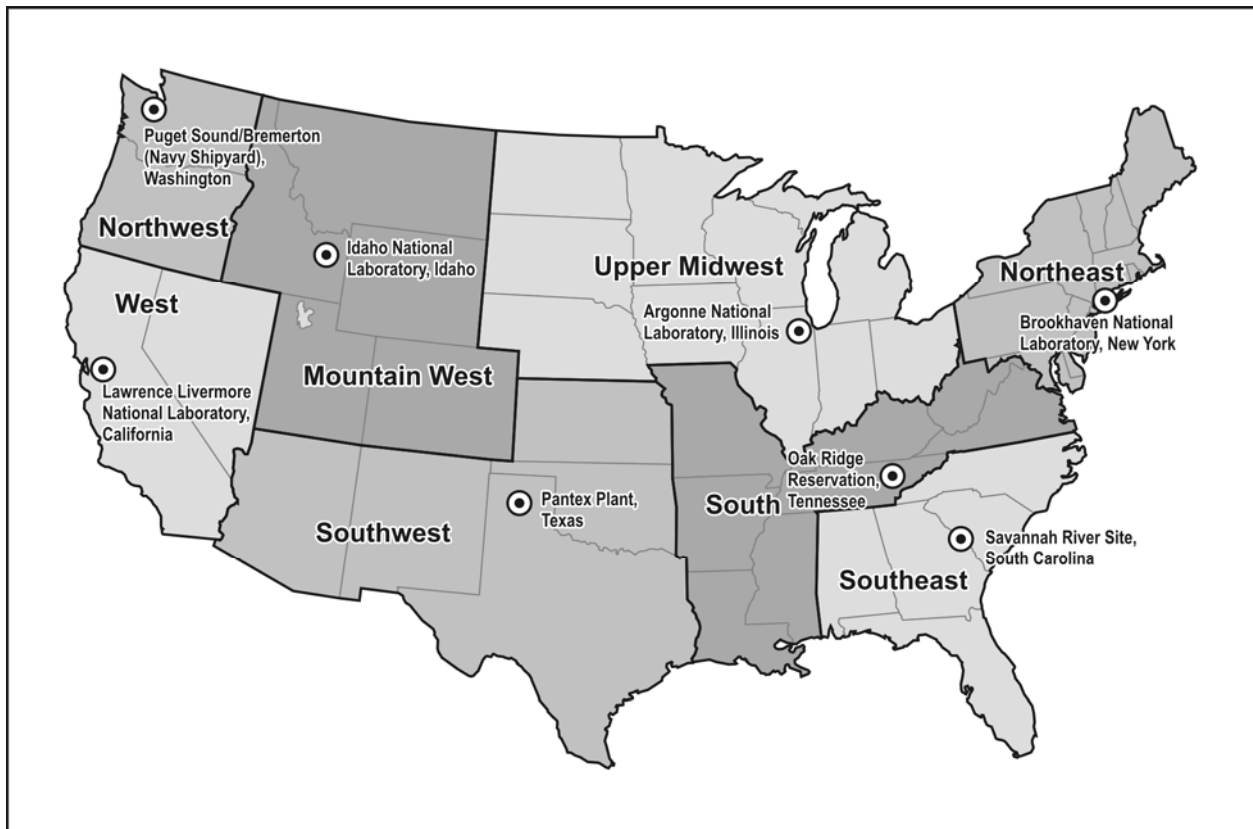 Puget Sound/Bremerton
(Navy Shipyard),
Washington
Northwest
Idaho National
Laboratory, Idaho
Upper Midwest
Northeast
West
Argonne National
Laboratory, Illinois
Brookhaven National
Laboratory, New York
Mountain West
Lawrence Livermore
National Laboratory,
California
Oak Ridge
Reservation,
Tennessee
Pantex Plant,
Texas
South
Southwest
Savannah River Site,
South Carolina
Southeast